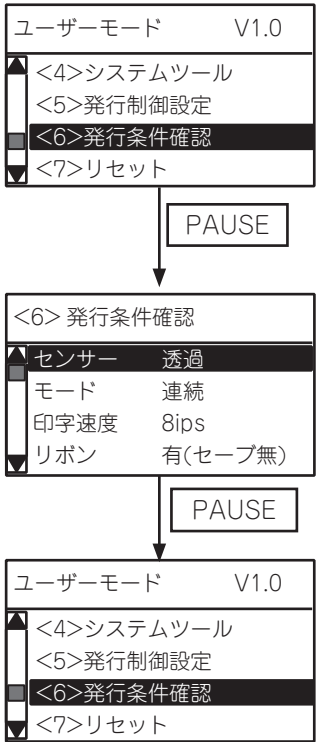 ユーザーモード V1.0
<4>システムツール
<5>発行制御設定
<6>発行条件確認
<7>リセット
PAUSE
<6> 発行条件確認
センサー 透過
モード 連続
印字速度 8ips
リボン 有(セーブ無)
PAUSE
ユーザーモード V1.0
<4>システムツール
<5>発行制御設定
<6>発行条件確認
<7>リセット